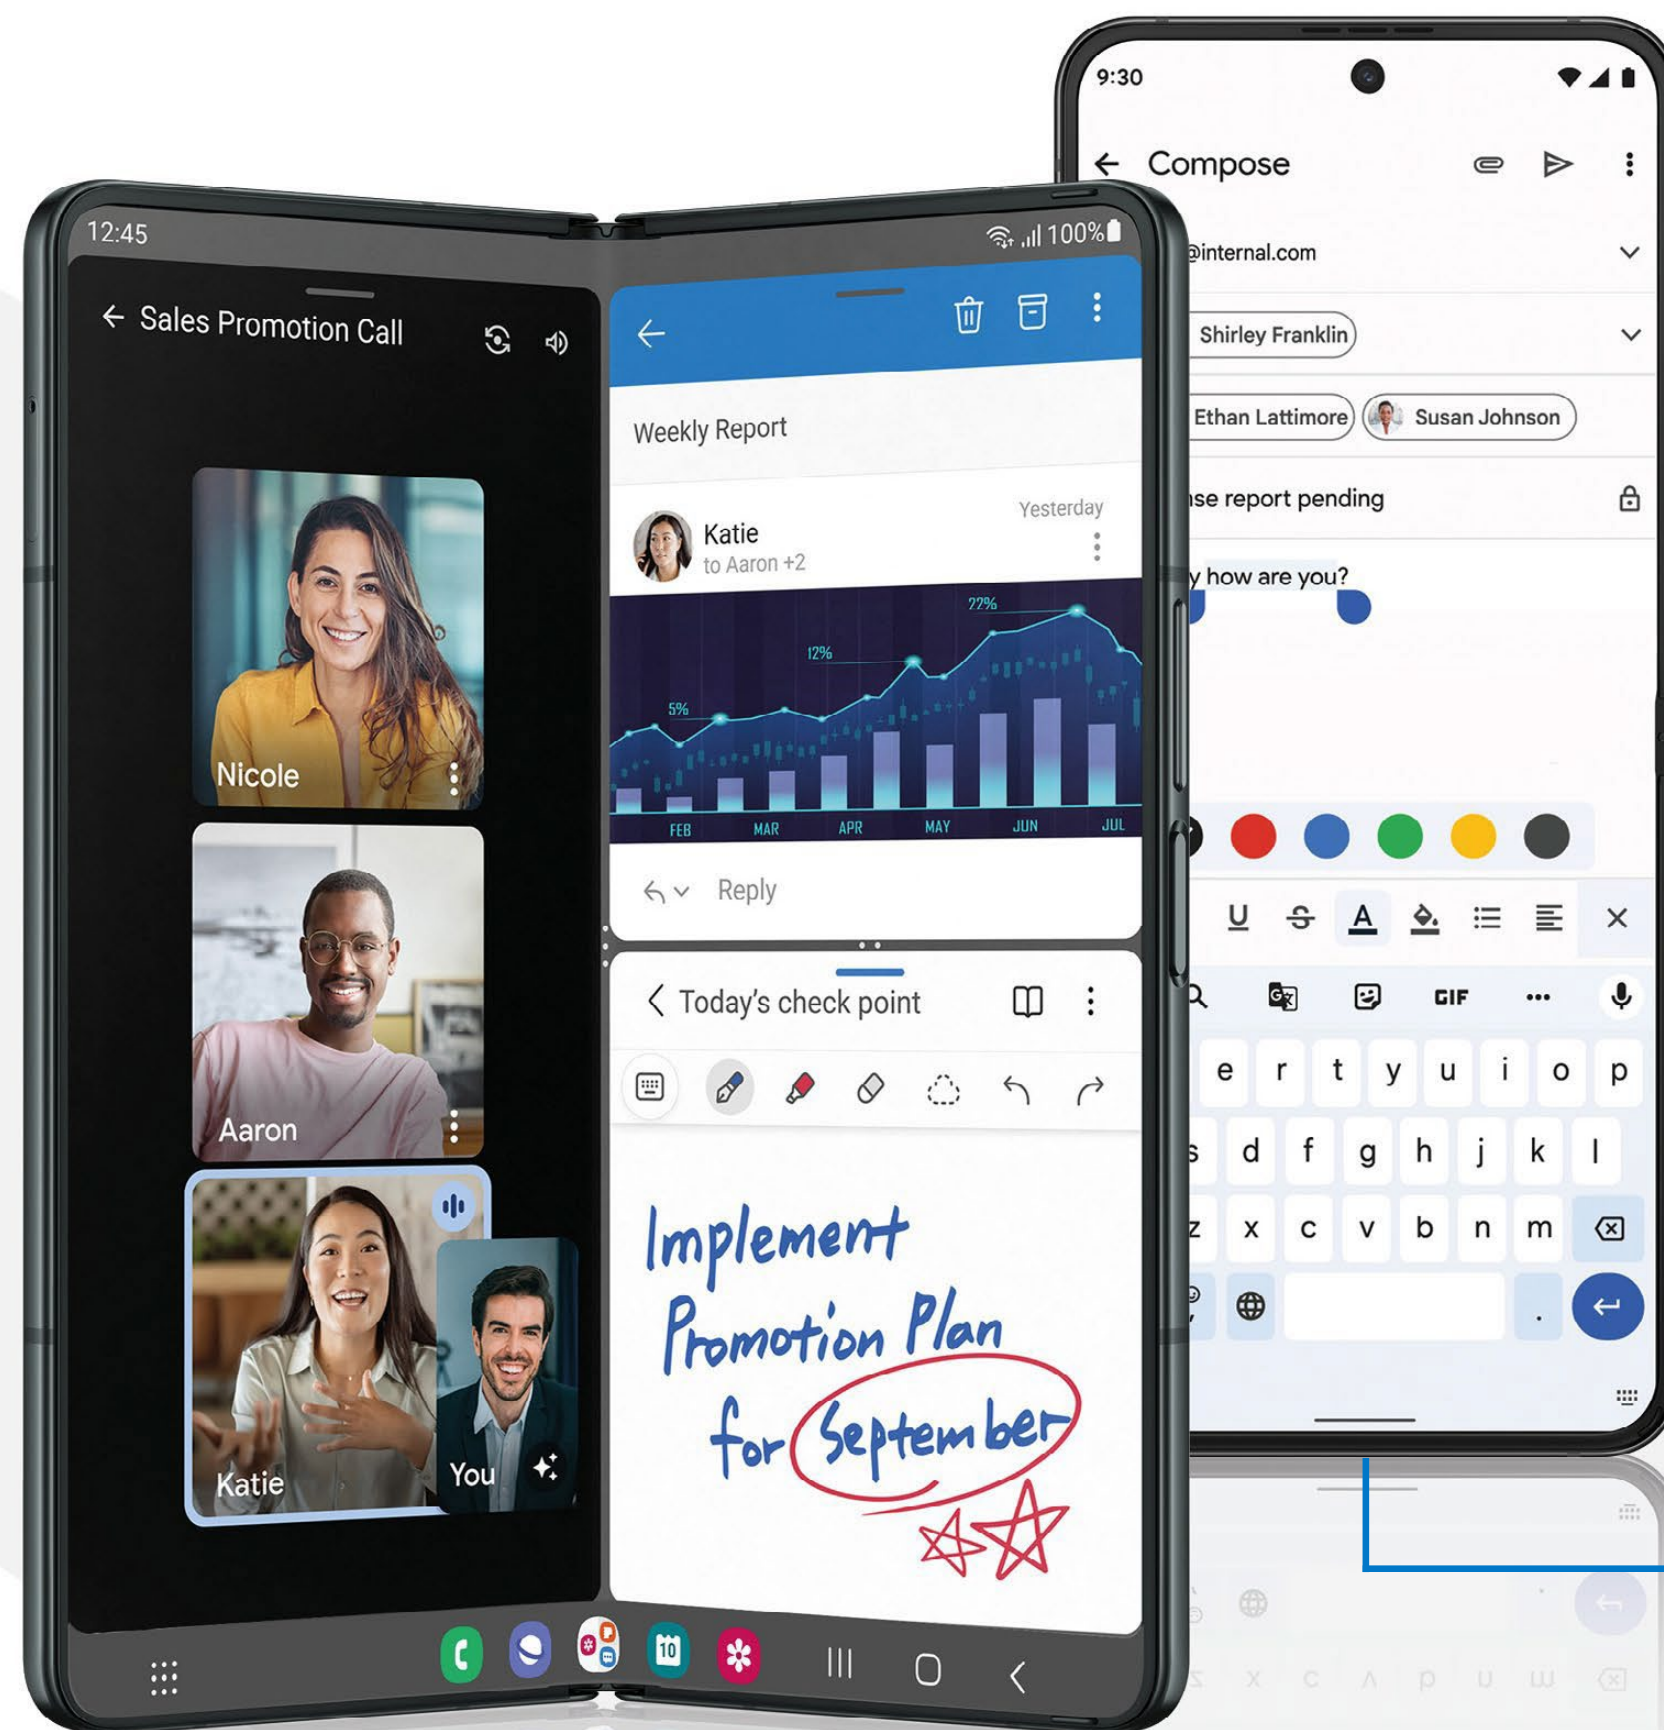 12:45
100%
Sales Promotion Call
Nicole
Aaron
Katie
You
Weekly Report
Katie
Yesterday
to Aaron +2
5%
12%
22%
FEB MAR APR MAY JUN JUL
Reply
Today's check point
Implement
Promotion Plan
for September
10
9:30
Compose
@internal.com
Shirley Franklin
Ethan Lattimore
Susan Johnson
report pending
how are you?
U S A
GIF
e r t y u i o p
s d f g h j k l
z x c v b n m
.